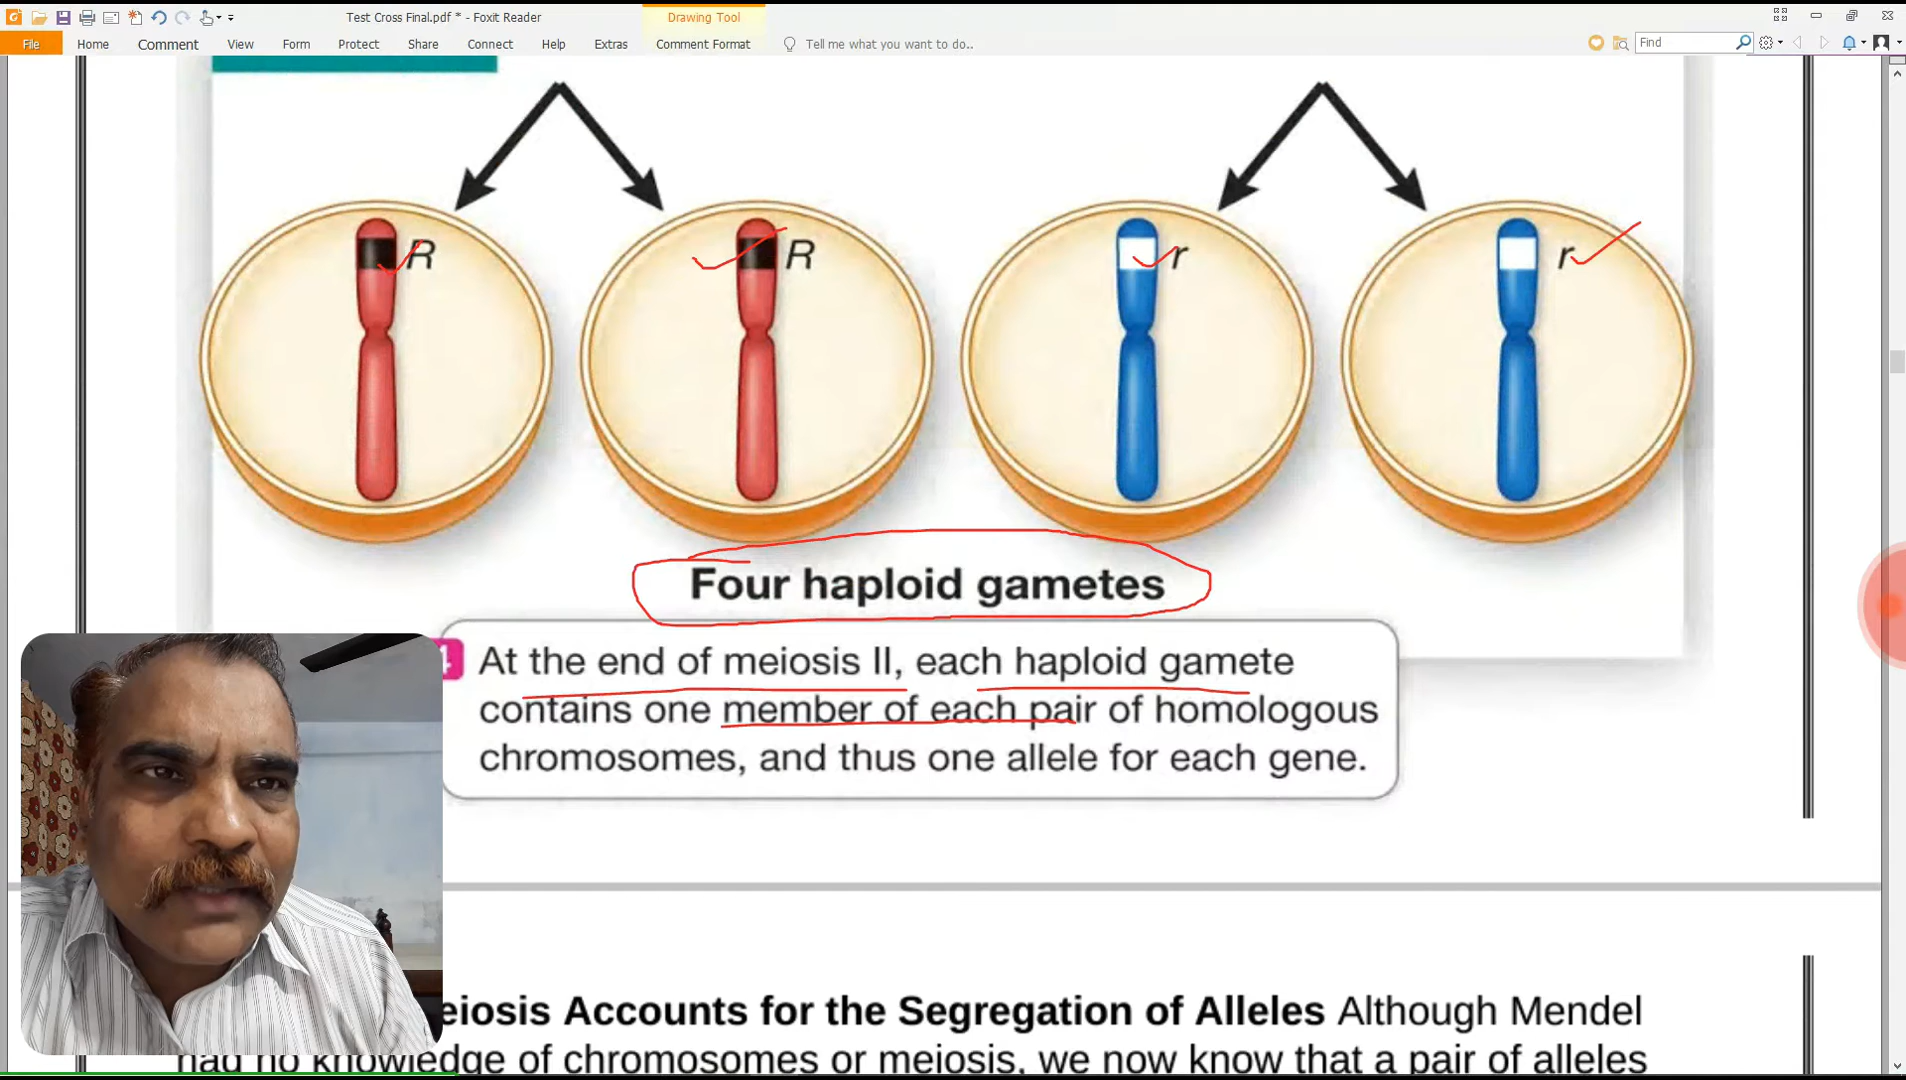 Test Cross Final.pdf * - Foxit Reader
Drawing Tool
File Home Comment View Form Protect Share Connect Help Extras Comment Format Tell me what you want to do.. Find
R R r r
Four haploid gametes
4 At the end of meiosis II, each haploid gamete
contains one member of each pair of homologous
chromosomes, and thus one allele for each gene.
eiosis Accounts for the Segregation of Alleles Although Mendel
had no knowledge of chromosomes or meiosis, we now know that a pair of alleles